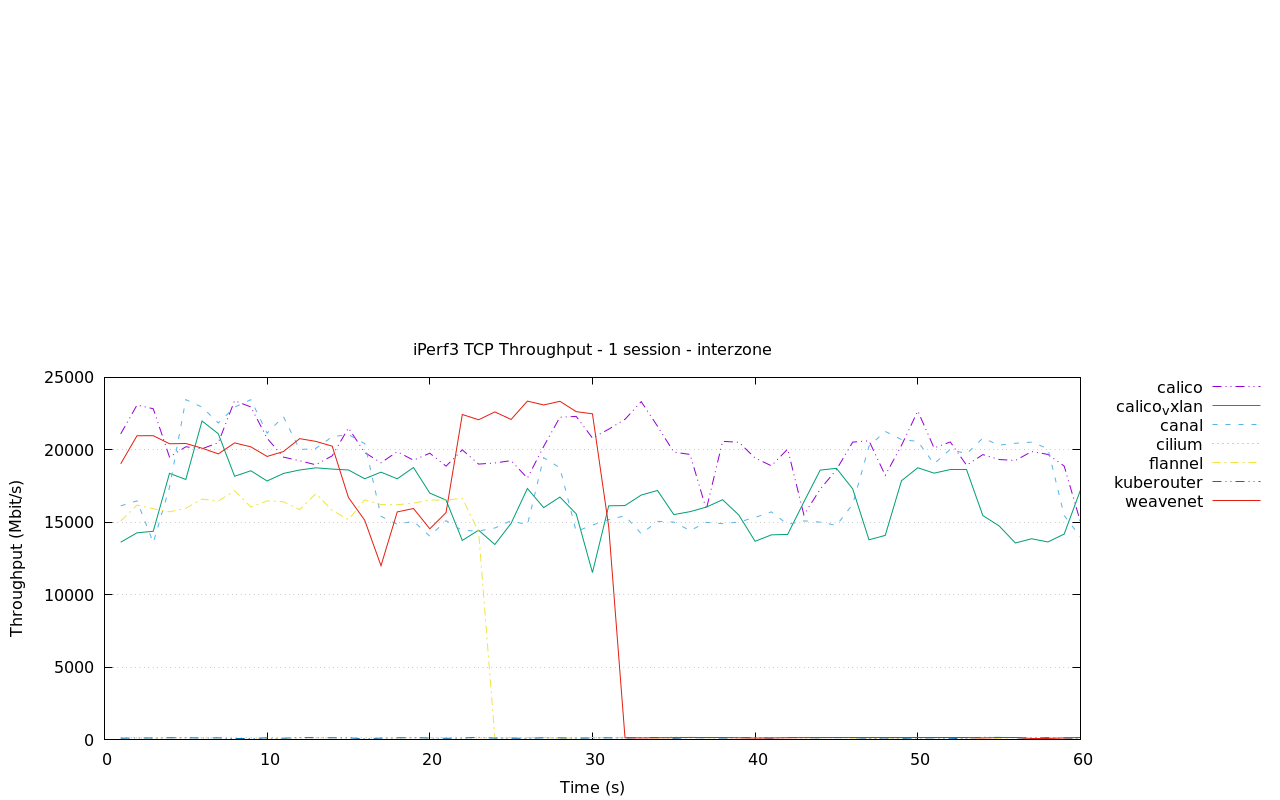 iPerf3 TCP Throughput - 1 session - interzone
Throughput (Mbit/s)
25000
20000
15000
10000
5000
0
0 10 20 30 40 50 60
Time (s)
calico
calicovxlan
canal
cilium
flannel
kuberouter
weavenet